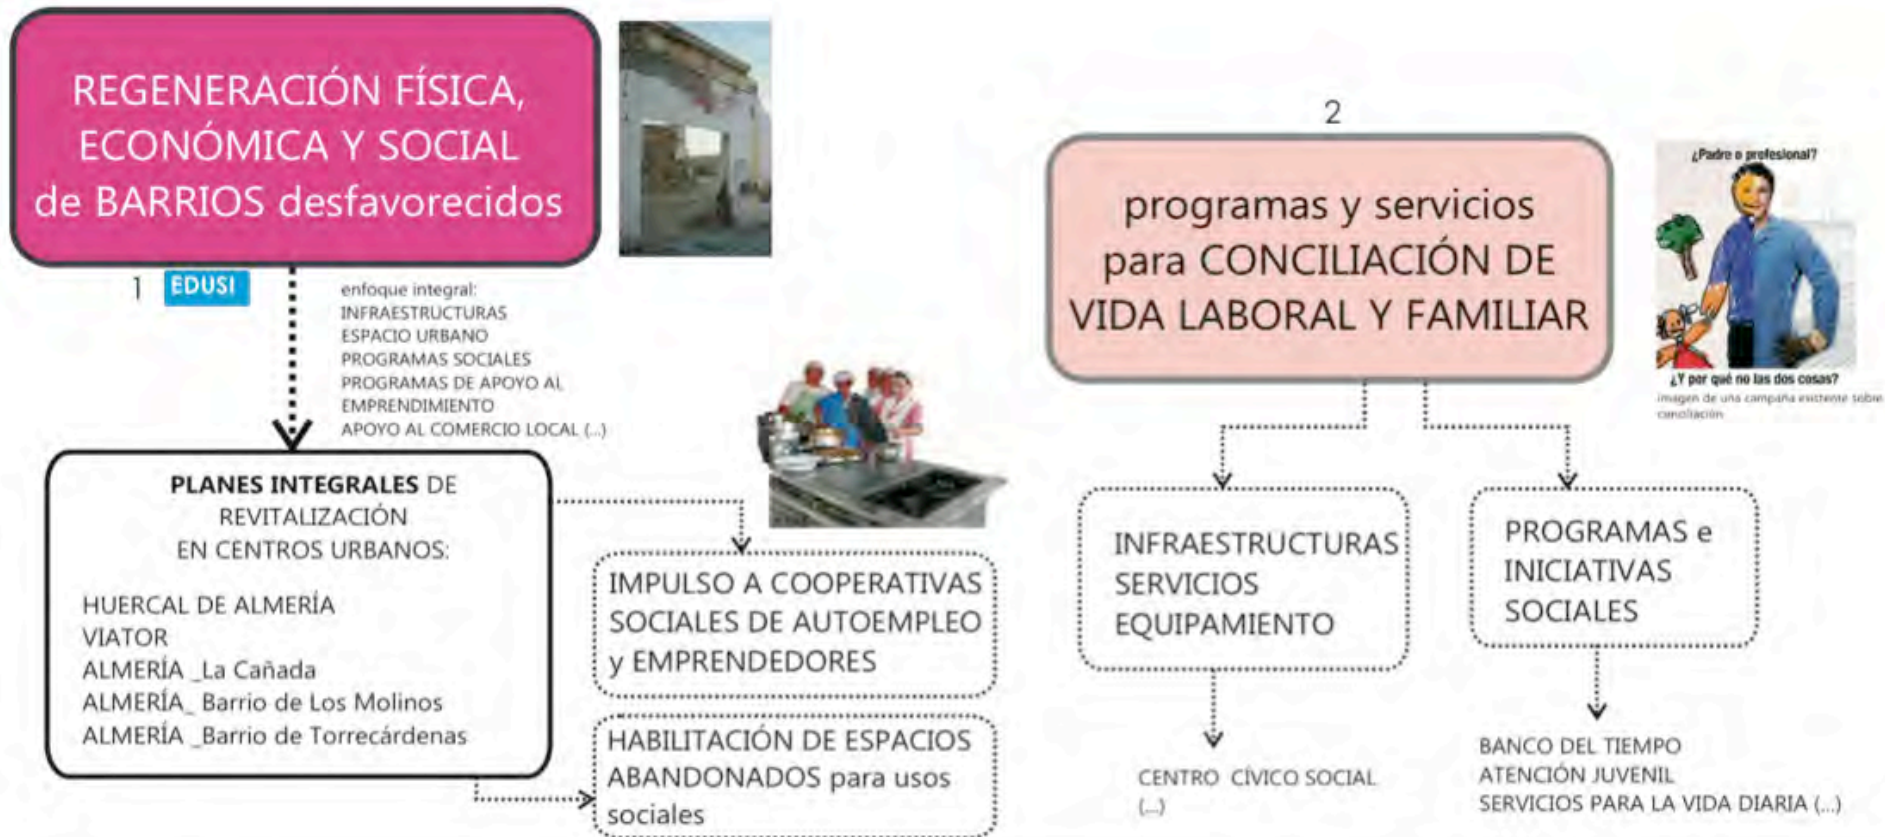 REGENERACIÓN FÍSICA,
ECONÓMICA Y SOCIAL
de BARRIOS desfavorecidos
1
EDUSI
enfoque integral:
INFRAESTRUCTURAS
ESPACIO URBANO
PROGRAMAS SOCIALES
PROGRAMAS DE APOYO AL
EMPRENDIMIENTO
APOYO AL COMERCIO LOCAL (...)
PLANES INTEGRALES DE
REVITALIZACIÓN
EN CENTROS URBANOS:
HUERCAL DE ALMERÍA
VIATOR
ALMERÍA _La Cañada
ALMERÍA_ Barrio de Los Molinos
ALMERÍA _Barrio de Torrecárdenas
IMPULSO A COOPERATIVAS
SOCIALES DE AUTOEMPLEO
y EMPRENDEDORES
HABILITACIÓN DE ESPACIOS
ABANDONADOS para usos
sociales
2
programas y servicios
para CONCILIACIÓN DE
VIDA LABORAL Y FAMILIAR
¿Padre o profesional?
¿Y por qué no las dos cosas?
imagen de una campaña existente sobre
conciliación
INFRAESTRUCTURAS
SERVICIOS
EQUIPAMIENTO
CENTRO CÍVICO SOCIAL
(...)
PROGRAMAS e
INICIATIVAS
SOCIALES
BANCO DEL TIEMPO
ATENCIÓN JUVENIL
SERVICIOS PARA LA VIDA DIARIA (...)